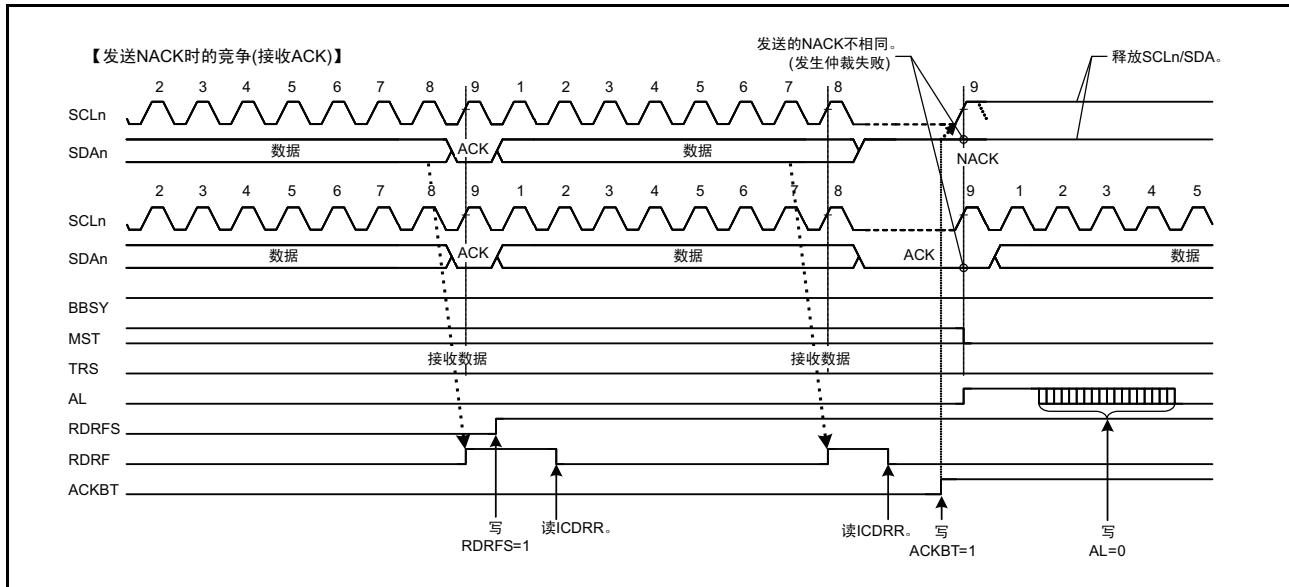 【发送NACK时的竞争(接收ACK)】
发送的NACK不相同。
(发生仲裁失败)
释放SCLn/SDA。
2 3 4 5 6 7 8 9 1 2 3 4 5 6 7 8 9
SCLn
SDAn 数据 ACK 数据 NACK
2 3 4 5 6 7 8 9 1 2 3 4 5 6 7 8 9 1 2 3 4 5
SCLn
SDAn 数据 ACK 数据 ACK 数据
BBSY
MST
接收数据 接收数据
TRS
AL
RDRFS
RDRF
ACKBT
写 读ICDRR。 读ICDRR。 写 写
RDRFS=1 ACKBT=1 AL=0